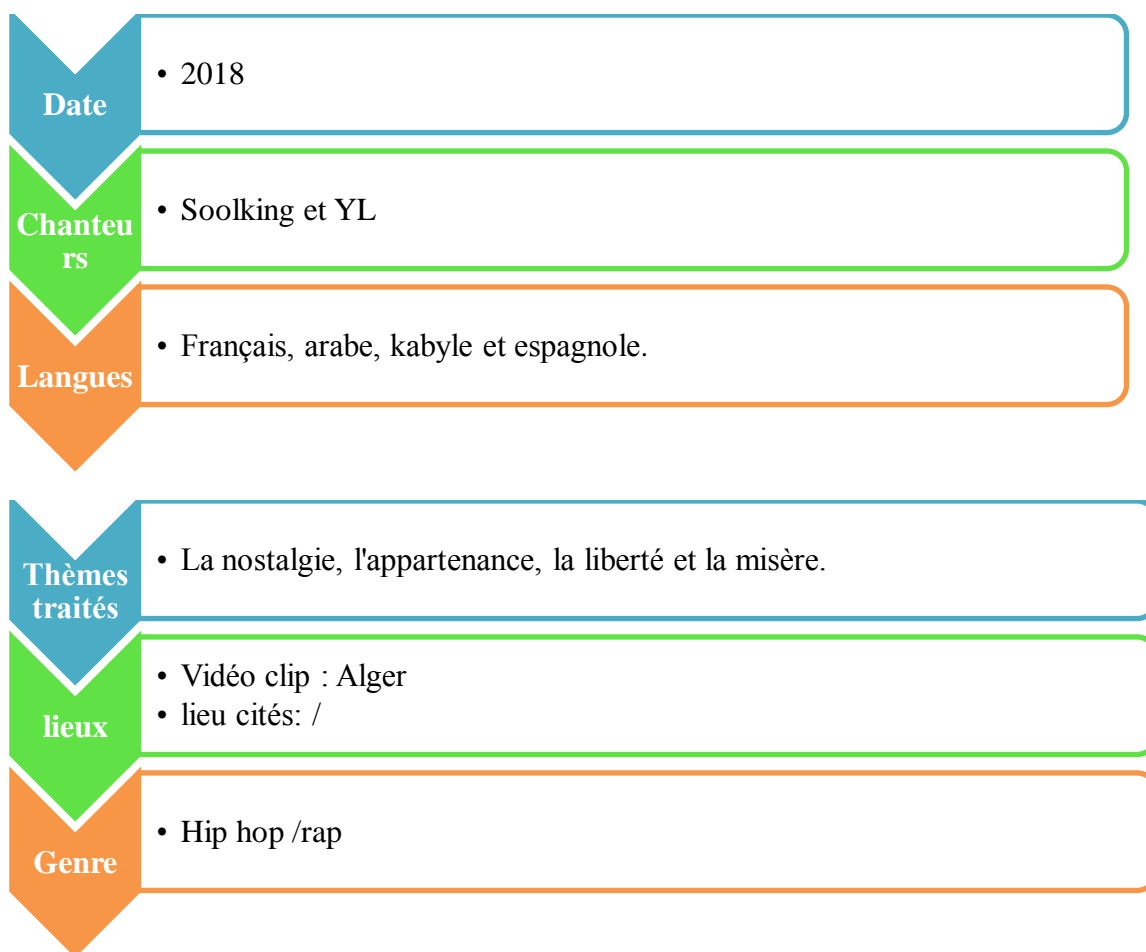 Date
• 2018
Chanteu
rs
• Soolking et YL
Langues
• Français, arabe, kabyle et espagnole.
Thèmes
traités
• La nostalgie, l'appartenance, la liberté et la misère.
lieux
• Vidéo clip : Alger
• lieu cités: /
Genre
• Hip hop /rap